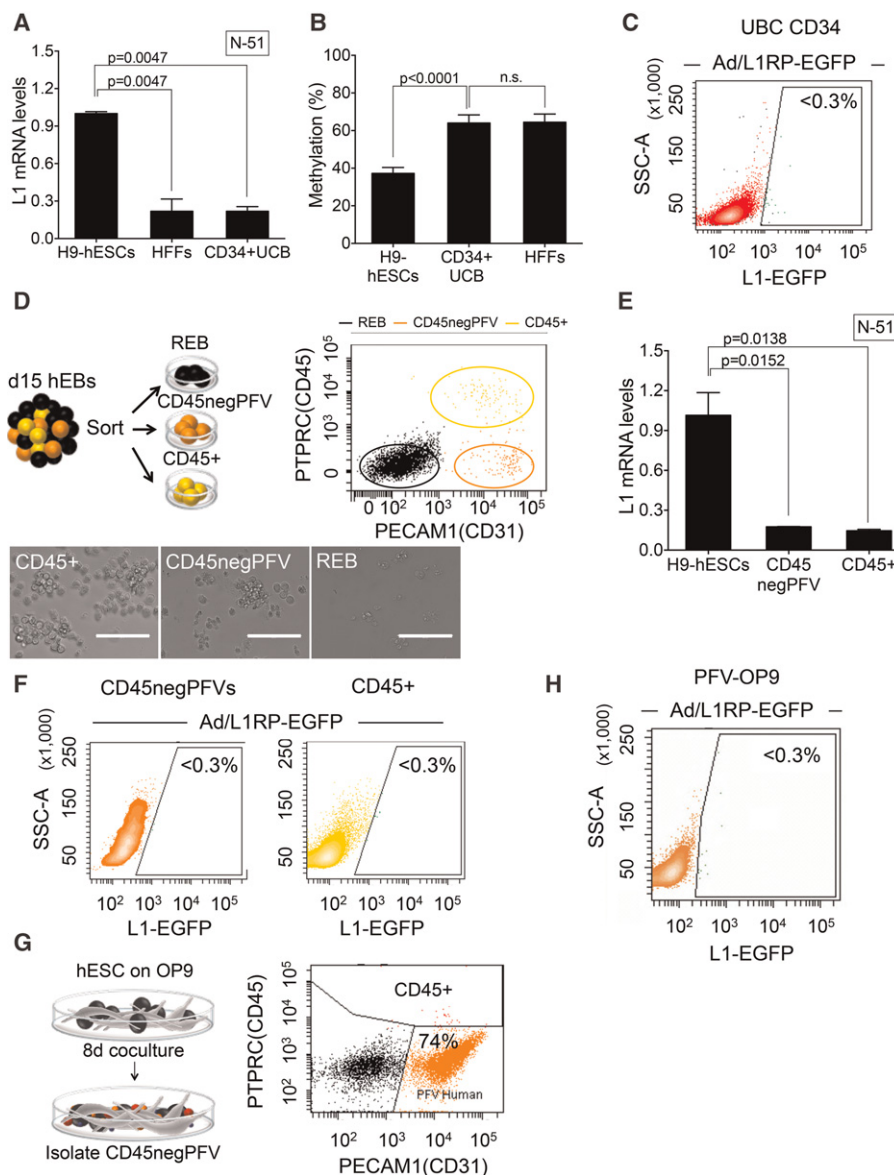 A
N-51
p=0.0047
p=0.0047
L1 mRNA levels
1.5
1.2
0.9
0.6
0.3
0.0
H9-hESCs HFFs CD34+UCB
B
p<0.0001 n.s.
Methylation (%)
100
80
60
40
20
0
H9-hESCs CD34+ UCB HFFs
C
UBC CD34
Ad/L1RP-EGFP
<0.3%
SSC-A (x1,000)
50 150 250
10² 10³ 10⁴ 10⁵
L1-EGFP
D
d15 hEBs
Sort
REB
CD45negPFV
CD45+
REB CD45negPFV CD45+
PTPRC(CD45)
0 10³ 10⁴ 10⁵
0 10² 10³ 10⁴ 10⁵
PECAM1(CD31)
CD45+ CD45negPFV REB
E
N-51
p=0.0138
p=0.0152
L1 mRNA levels
1.5
1.2
0.9
0.6
0.3
0.0
H9-hESCs CD45 negPFV CD45+
F
CD45negPFVs CD45+
Ad/L1RP-EGFP
<0.3% <0.3%
SSC-A (x1,000)
50 150 250
50 150 250
10² 10³ 10⁴ 10⁵
10² 10³ 10⁴ 10⁵
L1-EGFP L1-EGFP
H
PFV-OP9
Ad/L1RP-EGFP
<0.3%
SSC-A (x1,000)
50 150 250
10² 10³ 10⁴ 10⁵
L1-EGFP
G
hESC on OP9
8d coculture
Isolate CD45negPFV
CD45+
74%
PFV Human
PTPRC(CD45)
10² 10³ 10⁴ 10⁵
10² 10³ 10⁴ 10⁵
PECAM1(CD31)